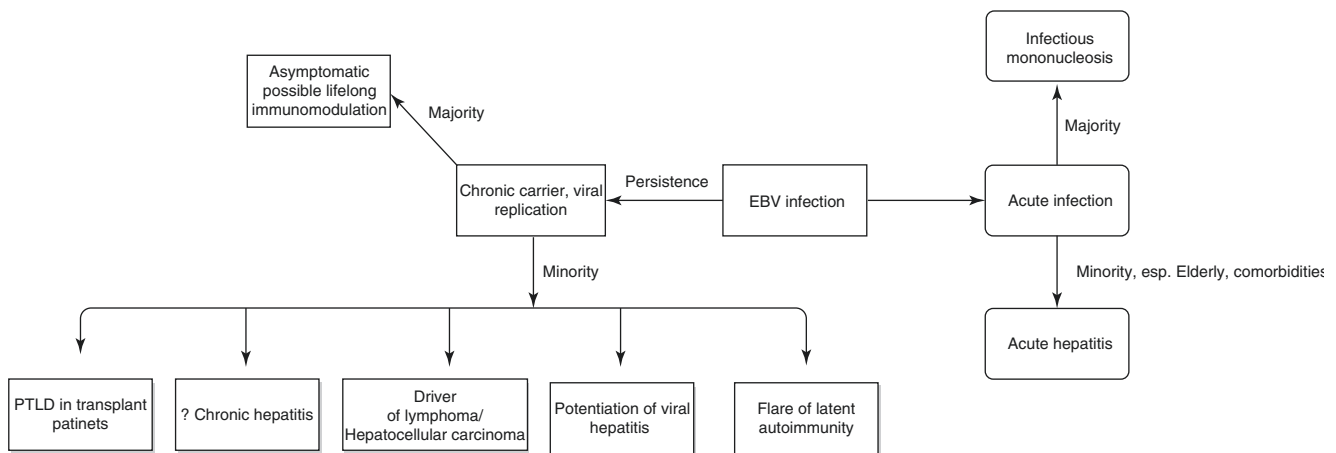 Infectious
mononucleosis
Asymptomatic
possible lifelong
immunomodulation
Majority
Majority
Persistence
Chronic carrier, viral
replication
EBV infection
Acute infection
Minority
Minority, esp. Elderly, comorbidities
Acute hepatitis
PTLD in transplant
patinets
? Chronic hepatitis
Driver
of lymphoma/
Hepatocellular carcinoma
Potentiation of viral
hepatitis
Flare of latent
autoimmunity